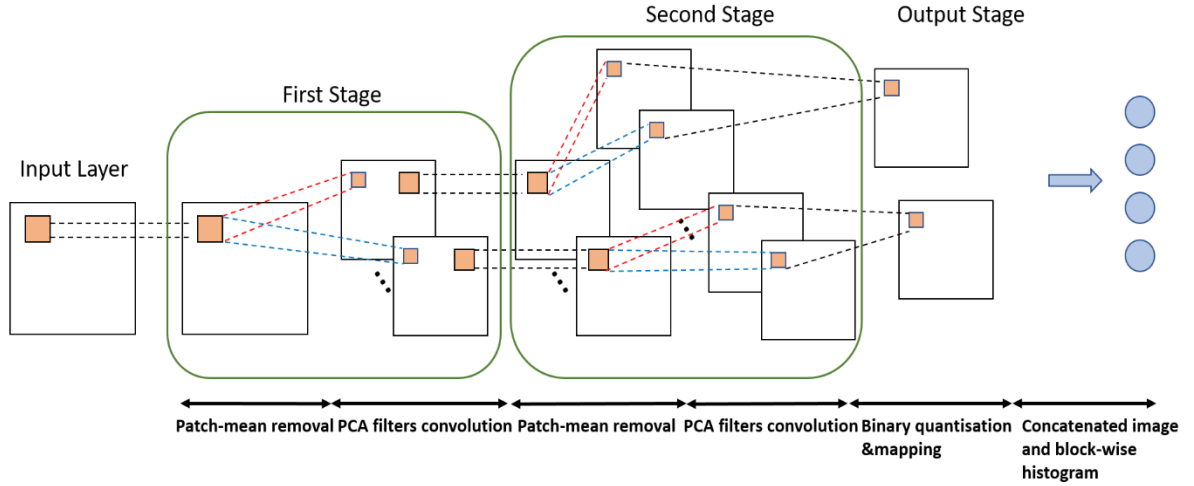 Second Stage
Output Stage
First Stage
Input Layer
Patch-mean removal
PCA filters convolution
Patch-mean removal
PCA filters convolution
Binary quantisation
&mapping
Concatenated image
and block-wise
histogram